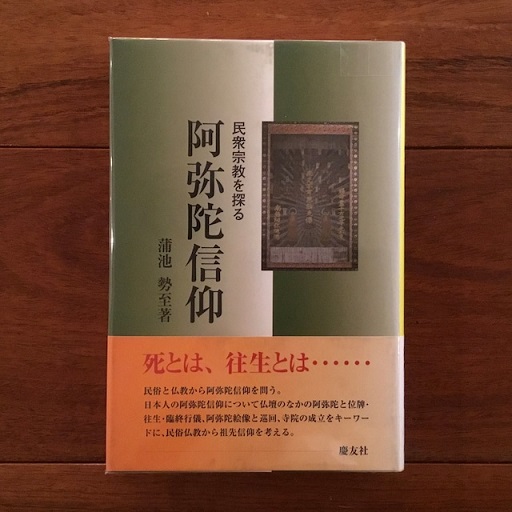 民衆宗教を探る
阿弥陀信仰
蒲池 勢至著
死とは、往生とは……
民俗と仏教から阿弥陀信仰を問う。
日本人の阿弥陀信仰について仏壇のなかの阿弥陀と位牌・
往生・臨終行儀、阿弥陀絵像と巡回、寺院の成立をキーワー
ドに、民俗仏教から祖先信仰を考える。
慶友社